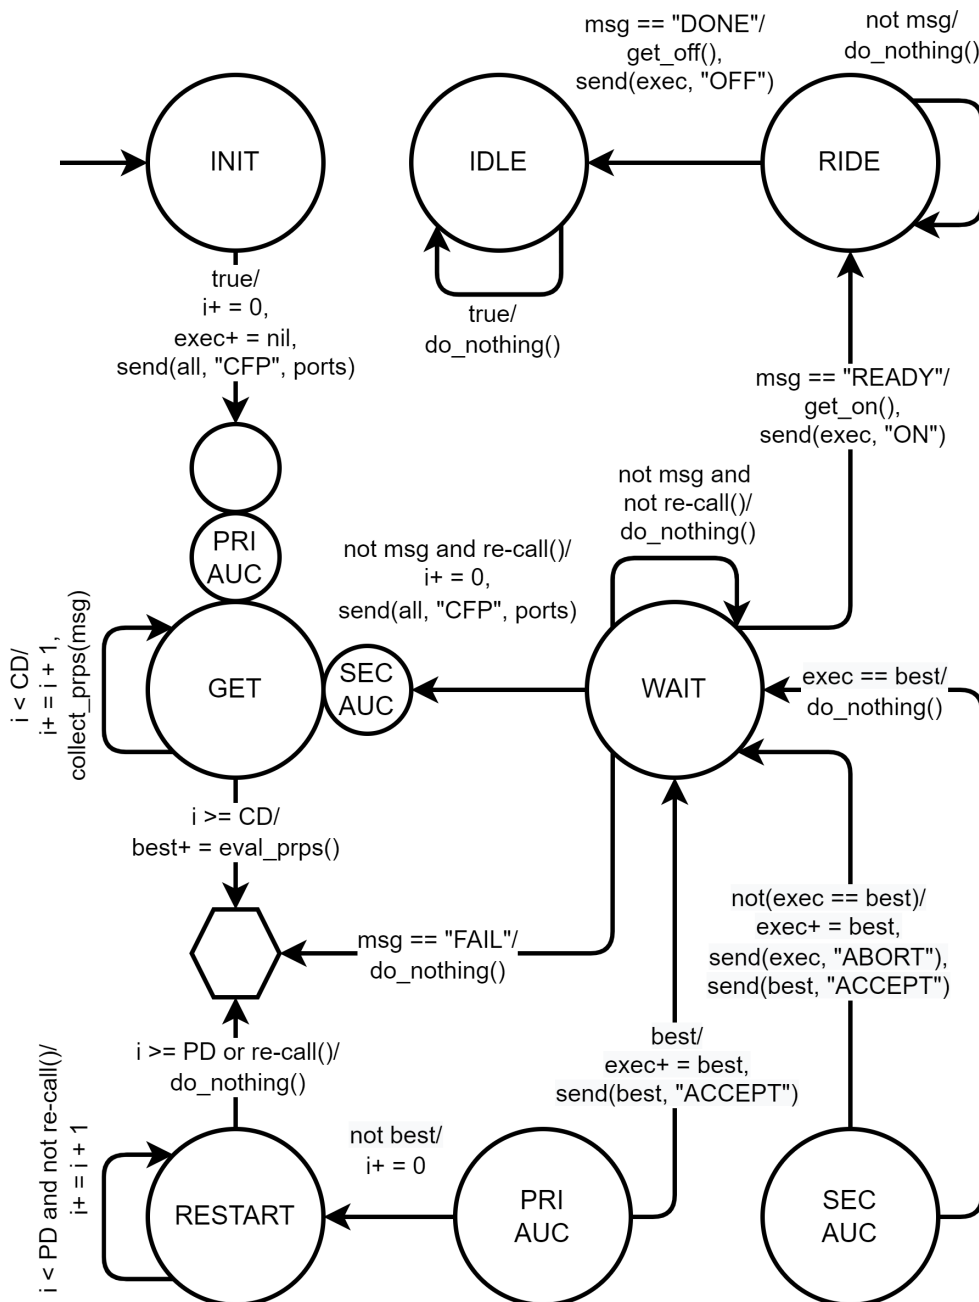 msg == "DONE"/
get_off(),
send(exec, "OFF")
not msg/
do_nothing()
INIT
IDLE
RIDE
true/
i+ = 0,
exec+ = nil,
send(all, "CFP", ports)
true/
do_nothing()
msg == "READY"/
get_on(),
send(exec, "ON")
not msg and
not re-call()/
do_nothing()
PRI
AUC
not msg and re-call()/
i+ = 0,
send(all, "CFP", ports)
i < CD/
i+ = i + 1,
collect_prps(msg)
GET
SEC
AUC
WAIT
exec == best/
do_nothing()
i >= CD/
best+ = eval_prps()
msg == "FAIL"/
do_nothing()
not(exec == best)/
exec+ = best,
send(exec, "ABORT"),
send(best, "ACCEPT")
i >= PD or re-call()/
do_nothing()
best/
exec+ = best,
send(best, "ACCEPT")
i < PD and not re-call()/
i+ = i + 1
not best/
i+ = 0
RESTART
PRI
AUC
SEC
AUC